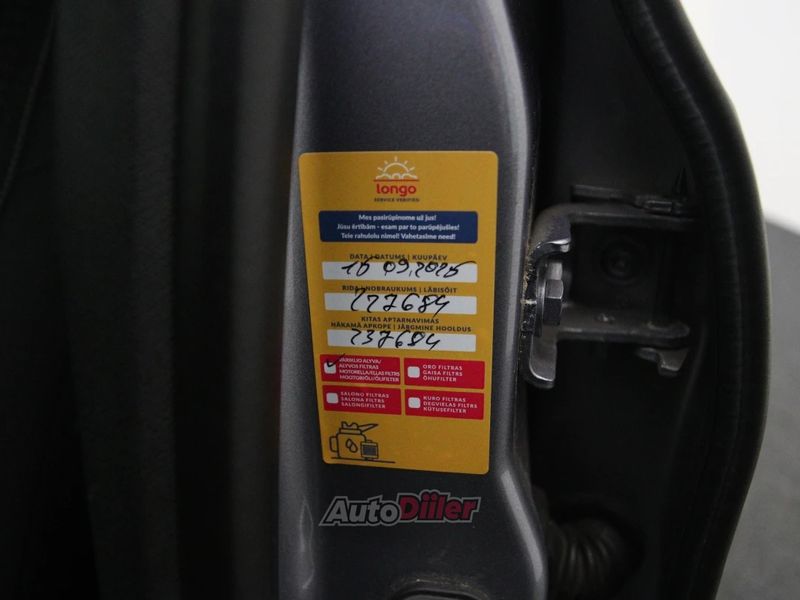 longo
SERVICE VERIFIED
Mes pasirūpinome už jus!
Jūsu ērtībām - esam par to parūpējušies!
Teie rahulolu nimel! Vahetasime need!
DATA | DATUMS | KUUPÄEV
09.2025
RIDA | NOBRAUKUMS | LÄBISÕIT
227684
KITAS APTARNAVIMAS
NĀKAMĀ APKOPE | JÄRGMINE HOOLDUS
237684
VARIKLIO ALYVA/
ALYVOS FILTRAS
MOTOREĻĻA/EĻĻAS FILTRS
MOOTORIÕLI/ÕLIFILTER
ORO FILTRAS
GAISA FILTRS
ÕHUFILTER
SALONO FILTRAS
SALONA FILTRS
SALONGIFILTER
KURO FILTRAS
DEGVIELAS FILTRS
KÜTUSEFILTER
AutoDiiler